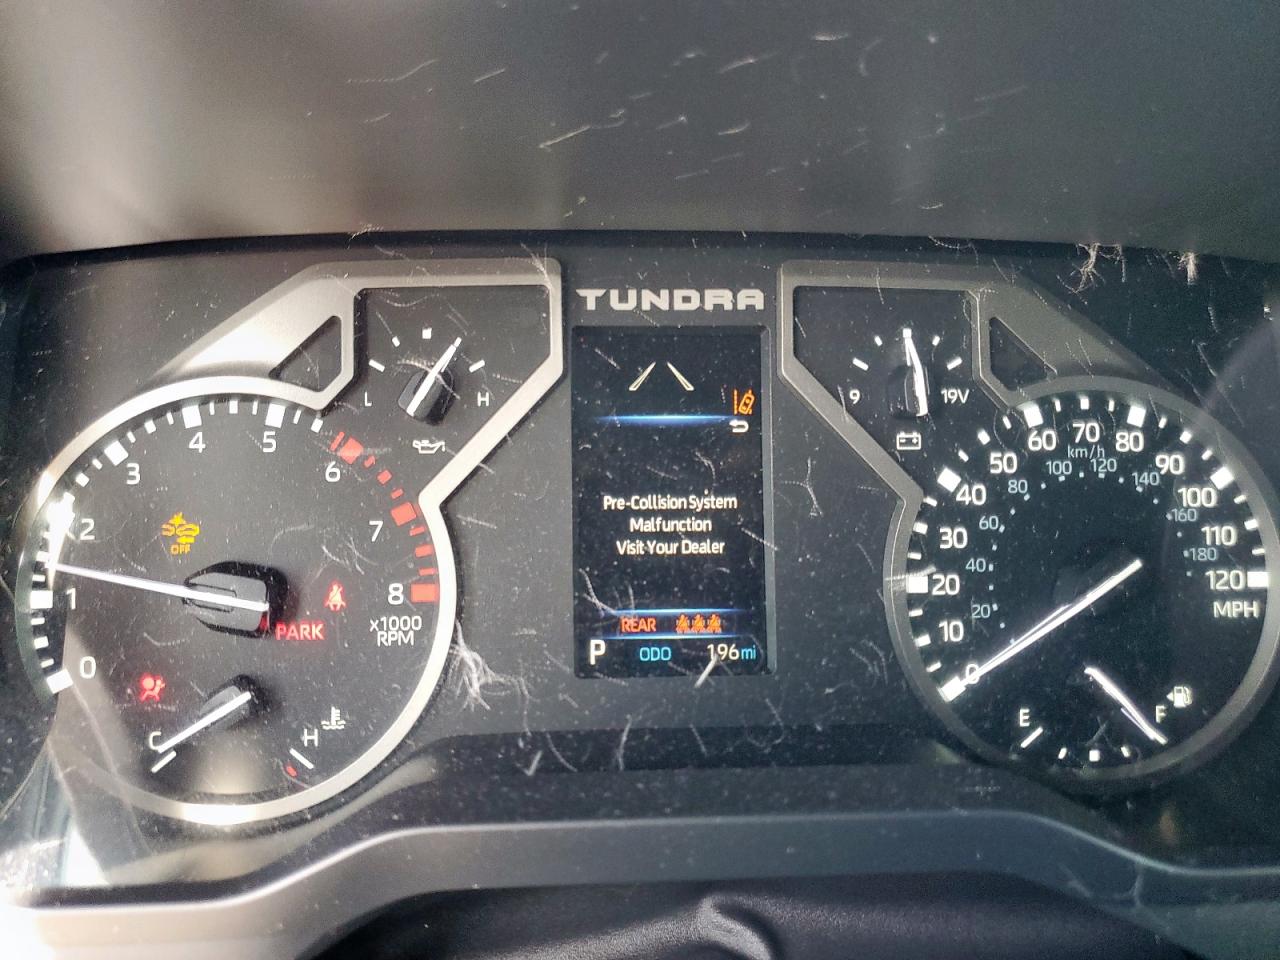 TUNDRA
L H
9 19V
0 1 2 3 4 5 6 7 8
x1000
RPM
OFF
PARK
C H
Pre-Collision System
Malfunction
Visit Your Dealer
REAR
P ODO 196 mi
0 10 20 30 40 50 60 70 80 90 100 110 120
MPH
km/h
20 40 60 80 100 120 140 160 180
E F